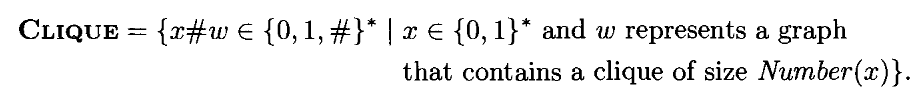 CLIQUE = {x#w ∈ {0, 1, #}* | x ∈ {0, 1}* and w represents a graph
that contains a clique of size Number(x)}.